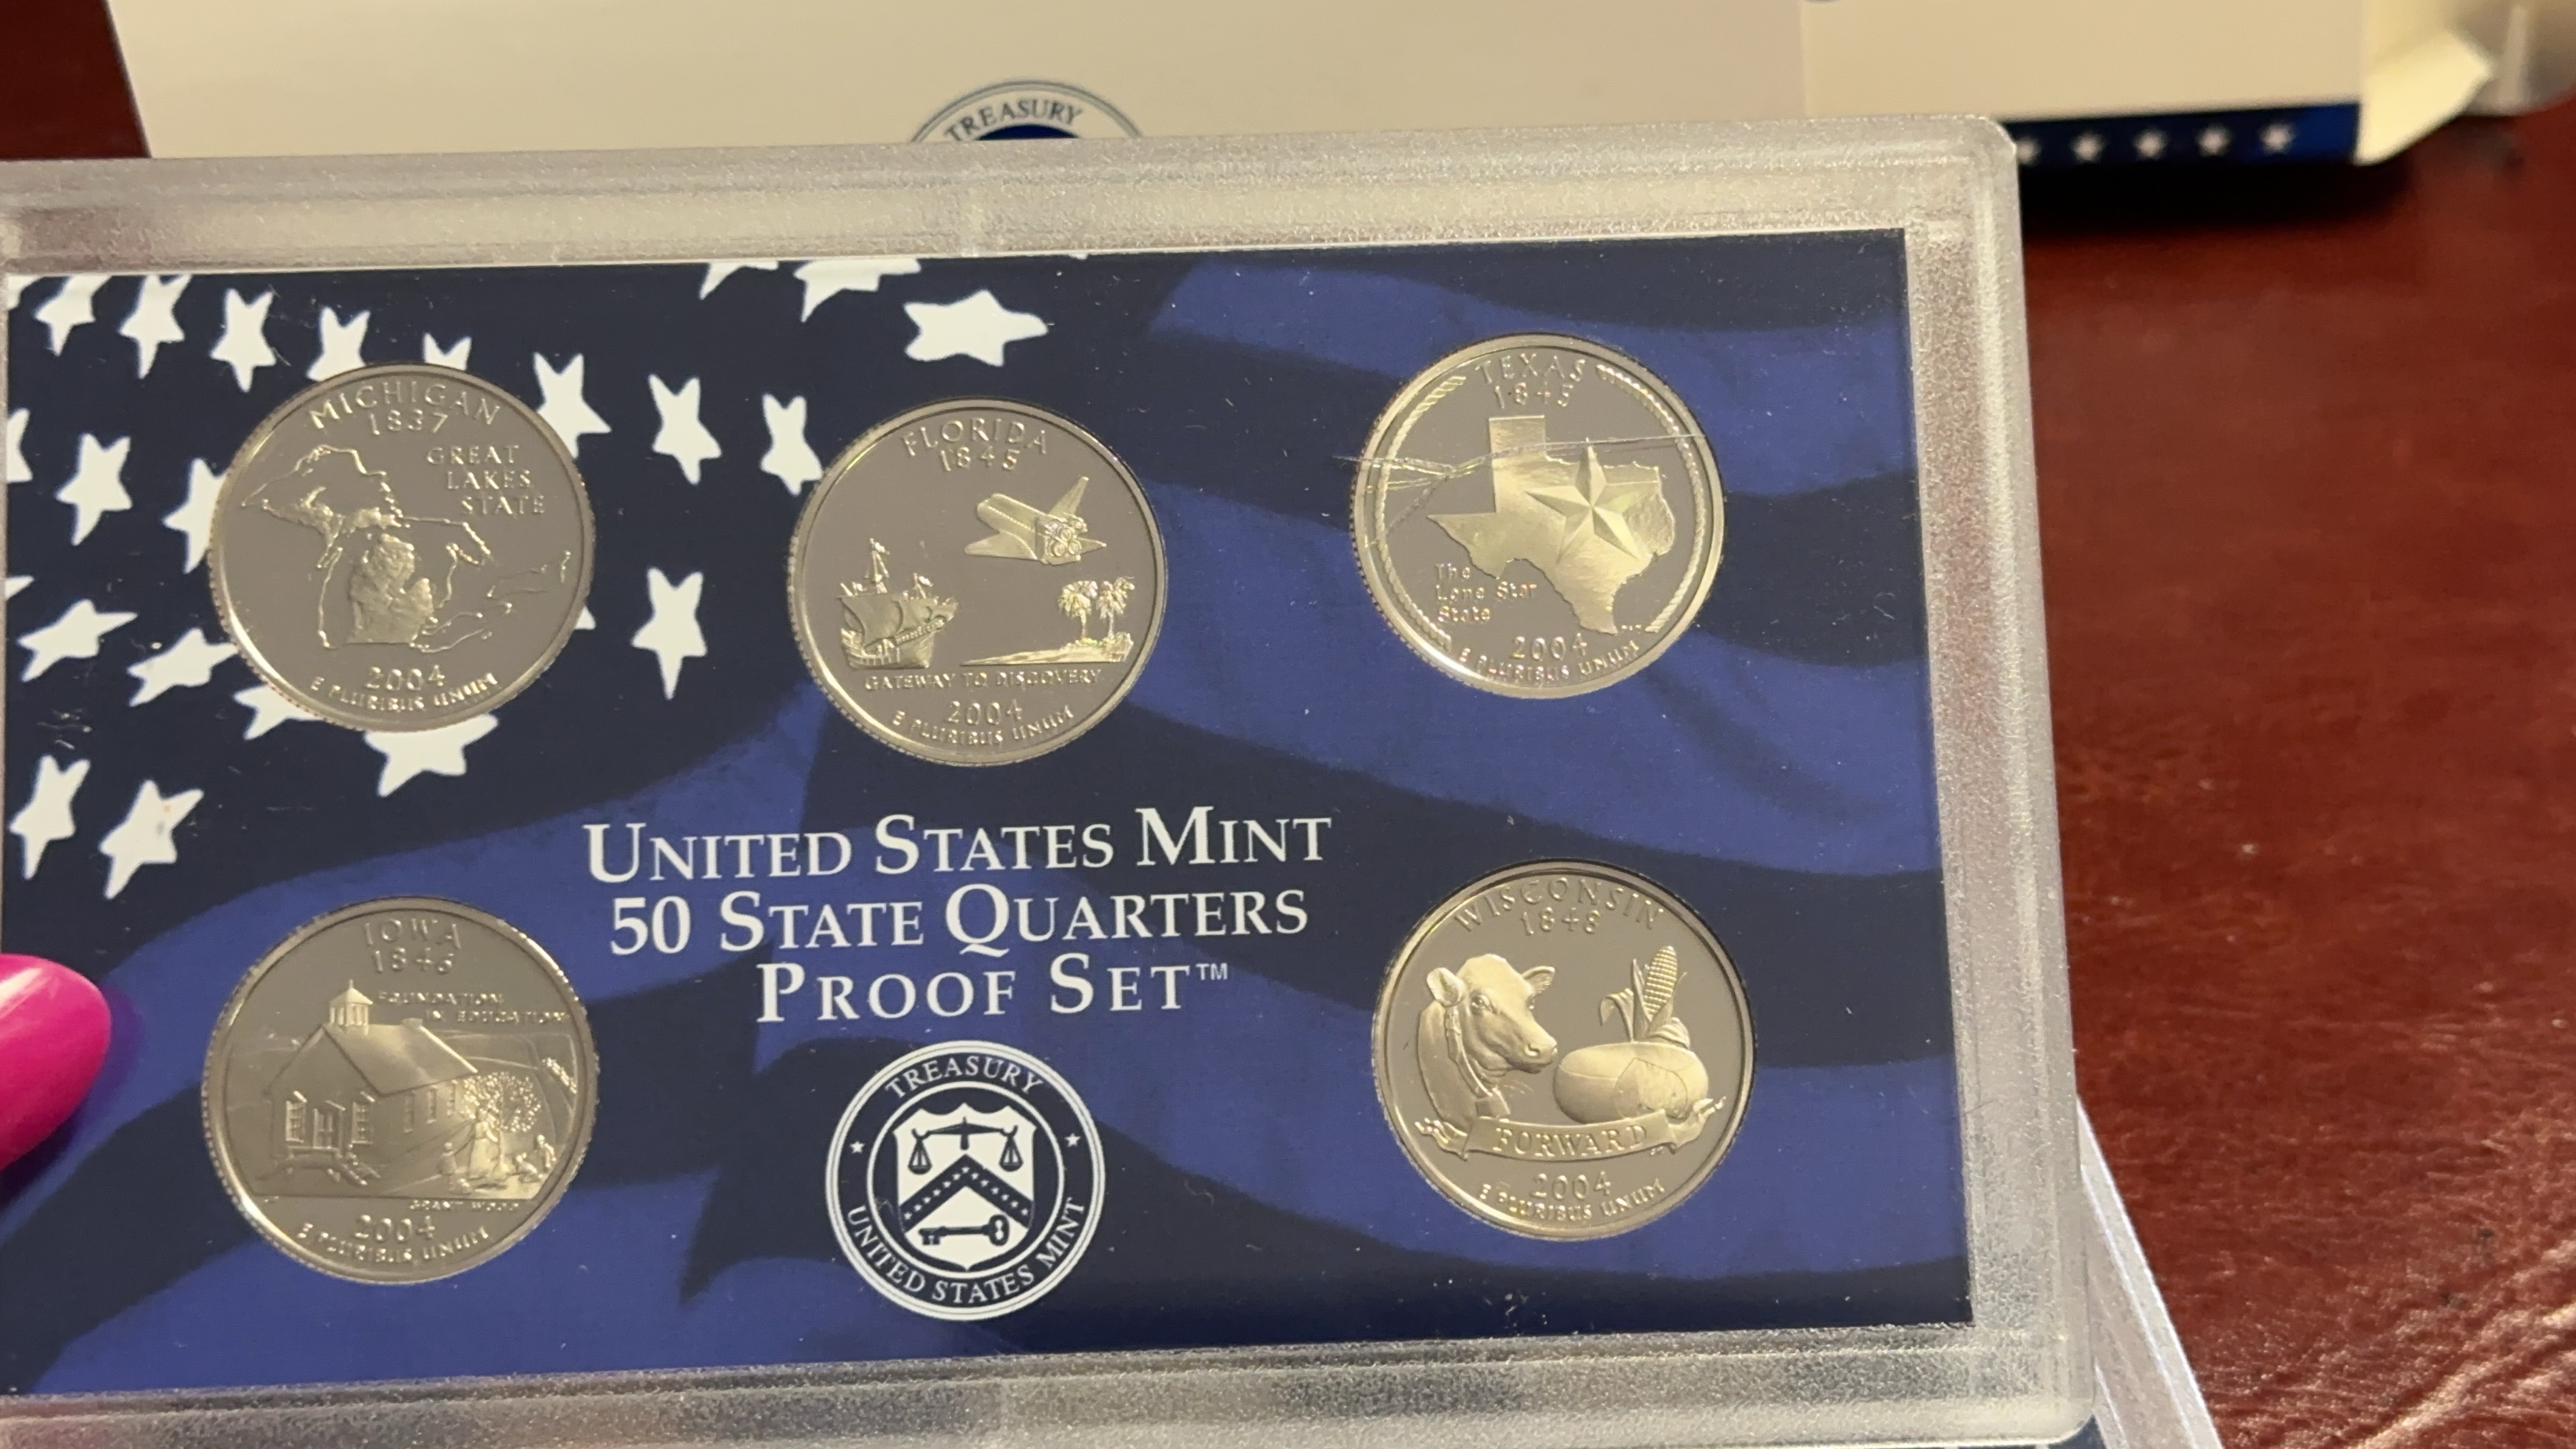 TREASURY
MICHIGAN
1837
GREAT
LAKES
STATE
2004
E PLURIBUS UNUM
FLORIDA
1845
GATEWAY TO DISCOVERY
2004
E PLURIBUS UNUM
TEXAS
1845
The
Lone Star
State
2004
E PLURIBUS UNUM
UNITED STATES MINT
50 STATE QUARTERS
PROOF SET™
IOWA
1846
FOUNDATION
IN EDUCATION
GRANT WOOD
2004
E PLURIBUS UNUM
TREASURY
UNITED STATES MINT
WISCONSIN
1848
FORWARD
2004
E PLURIBUS UNUM